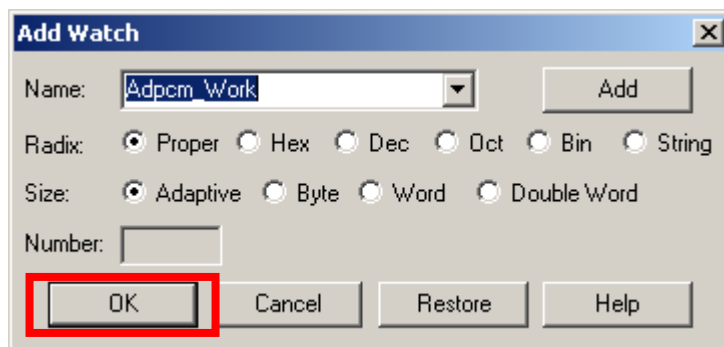 Add Watch
Name: Adpcm_Work Add
Radix: Proper Hex Dec Oct Bin String
Size: Adaptive Byte Word Double Word
Number:
OK Cancel Restore Help